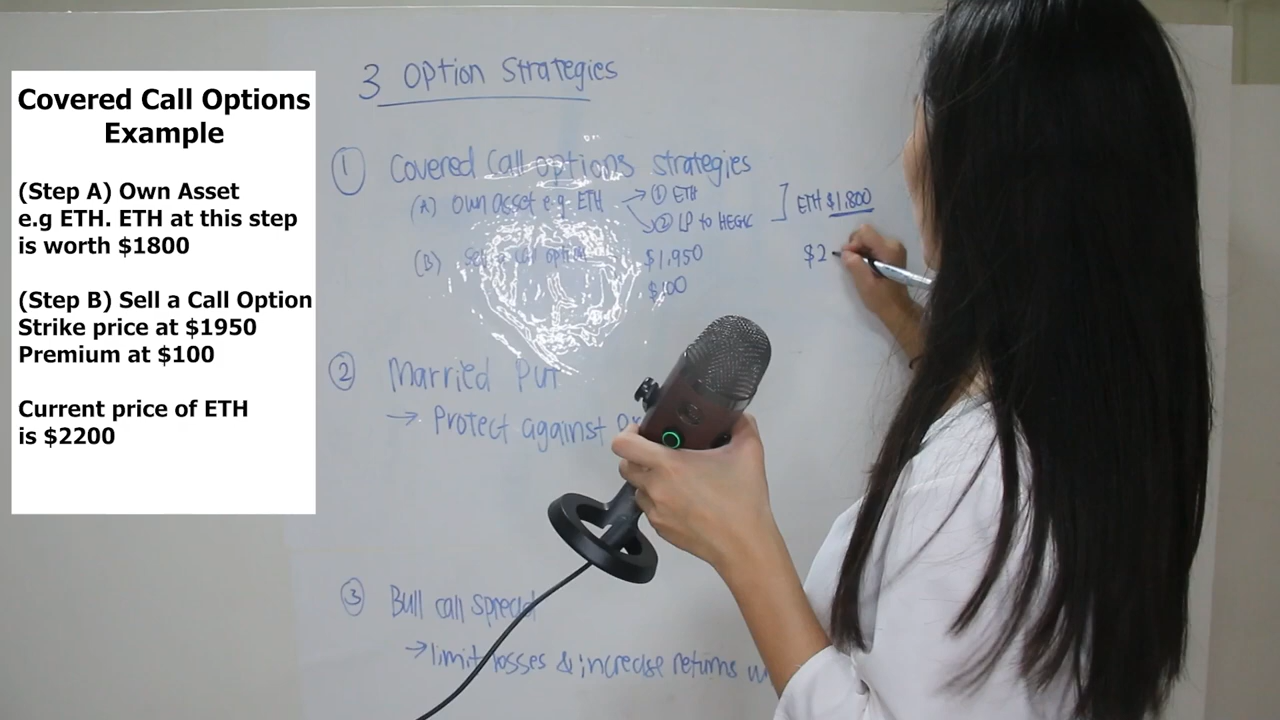 Covered Call Options
Example
(Step A) Own Asset
e.g ETH. ETH at this step
is worth $1800
(Step B) Sell a Call Option
Strike price at $1950
Premium at $100
Current price of ETH
is $2200
3 Option Strategies
① Covered Call options strategies
(A) Own asset e.g ETH → ① ETH
→ ② LP to HEGIC
] ETH $1,800
(B) Sell a call option $1,950
$100
$2
② Married Put
→ Protect against
③ Bull call spread
→ limit losses & increase returns